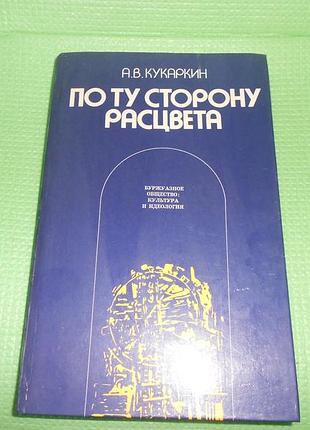 А.В. КУКАРКИН
ПО ТУ СТОРОНУ
РАСЦВЕТА
БУРЖУАЗНОЕ
ОБЩЕСТВО:
КУЛЬТУРА
И ИДЕОЛОГИЯ